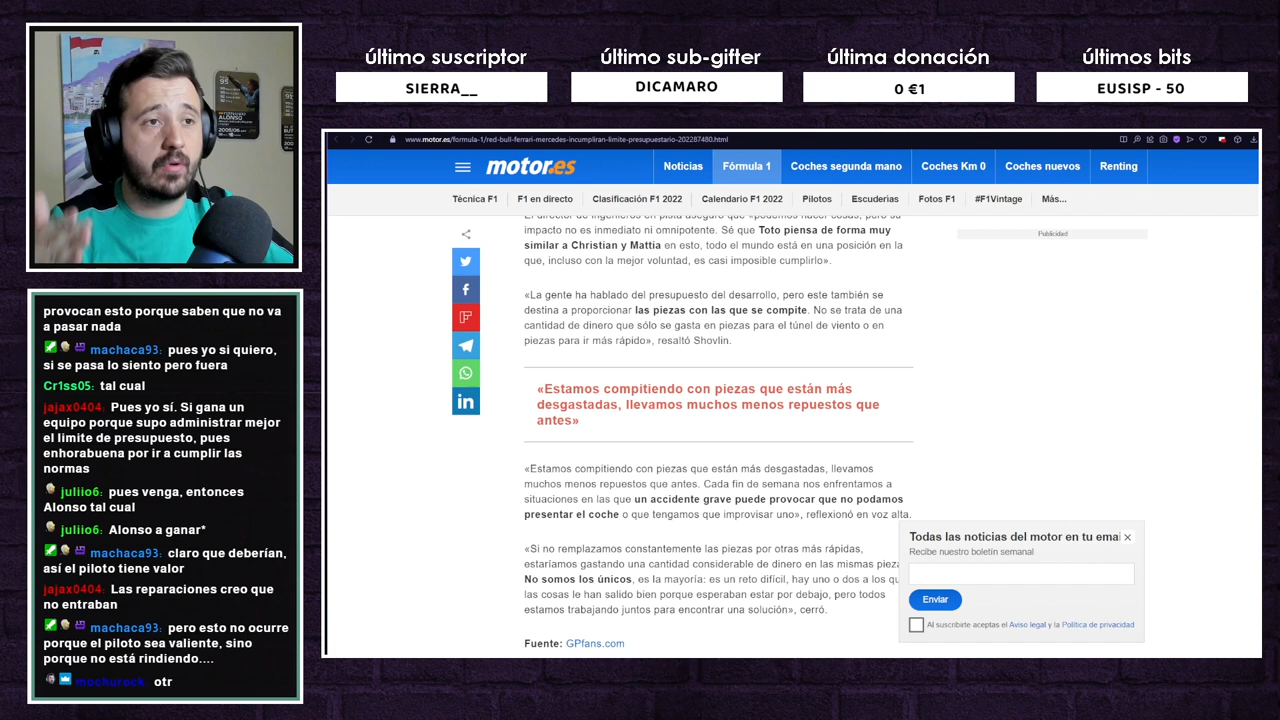 último suscriptor
SIERRA__
último sub-gifter
DICAMARO
última donación
0 €1
últimos bits
EUSISP - 50
www.motor.es/formula-1/red-bull-ferrari-mercedes-incumpliran-limite-presupuestario-202287480.html
motor.es
Noticias
Fórmula 1
Coches segunda mano
Coches Km 0
Coches nuevos
Renting
Técnica F1
F1 en directo
Clasificación F1 2022
Calendario F1 2022
Pilotos
Escuderías
Fotos F1
#F1Vintage
Más...
El director de ingenieros en pista aseguró que «podemos hacer cosas, pero su
impacto no es inmediato ni omnipotente. Sé que Toto piensa de forma muy
similar a Christian y Mattia en esto, todo el mundo está en una posición en la
que, incluso con la mejor voluntad, es casi imposible cumplirlo».
«La gente ha hablado del presupuesto del desarrollo, pero este también se
destina a proporcionar las piezas con las que se compite. No se trata de una
cantidad de dinero que sólo se gasta en piezas para el túnel de viento o en
piezas para ir más rápido», resaltó Shovlin.
«Estamos compitiendo con piezas que están más
desgastadas, llevamos muchos menos repuestos que
antes»
«Estamos compitiendo con piezas que están más desgastadas, llevamos
muchos menos repuestos que antes. Cada fin de semana nos enfrentamos a
situaciones en las que un accidente grave puede provocar que no podamos
presentar el coche o que tengamos que improvisar uno», reflexionó en voz alta.
«Si no remplazamos constantemente las piezas por otras más rápidas,
estaríamos gastando una cantidad considerable de dinero en las mismas pieza
No somos los únicos, es la mayoría: es un reto difícil, hay uno o dos a los qu
las cosas le han salido bien porque esperaban estar por debajo, pero todos
estamos trabajando juntos para encontrar una solución», cerró.
Fuente: GPfans.com
Publicidad
Todas las noticias del motor en tu emai
Recibe nuestro boletín semanal
Enviar
Al suscribirte aceptas el Aviso legal y la Política de privacidad
ALONSO
provocan esto porque saben que no va
a pasar nada
machaca93: pues yo si quiero,
si se pasa lo siento pero fuera
Cr1ss05: tal cual
jajax0404: Pues yo sí. Si gana un
equipo porque supo administrar mejor
el limite de presupuesto, pues
enhorabuena por ir a cumplir las
normas
juliio6: pues venga, entonces
Alonso tal cual
juliio6: Alonso a ganar*
machaca93: claro que deberían,
así el piloto tiene valor
jajax0404: Las reparaciones creo que
no entraban
machaca93: pero esto no ocurre
porque el piloto sea valiente, sino
porque no está rindiendo....
mochurock: otr